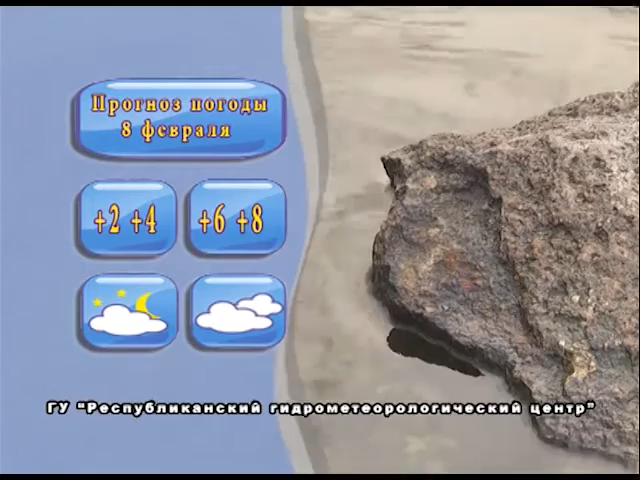 Прогноз погоды
8 февраля
+2 +4
+6 +8
ГУ "Республиканский гидрометеорологический центр"